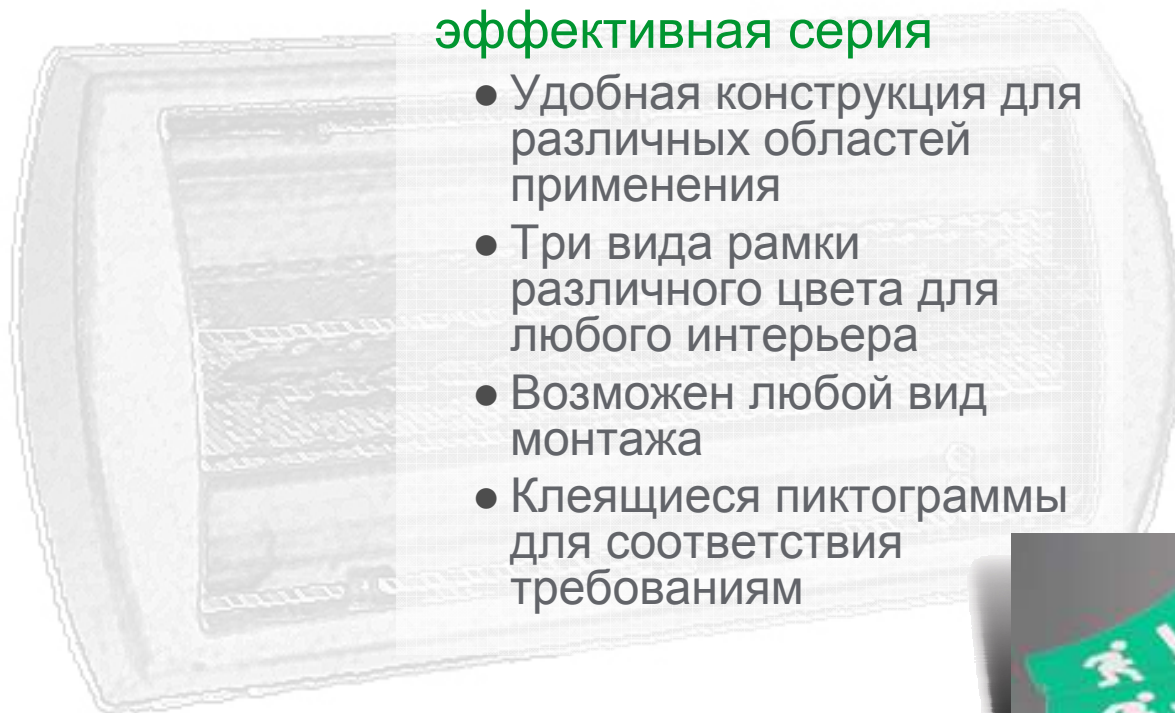 эффективная серия
● Удобная конструкция для
различных областей
применения
● Три вида рамки
различного цвета для
любого интерьера
● Возможен любой вид
монтажа
● Клеящиеся пиктограммы
для соответствия
требованиям